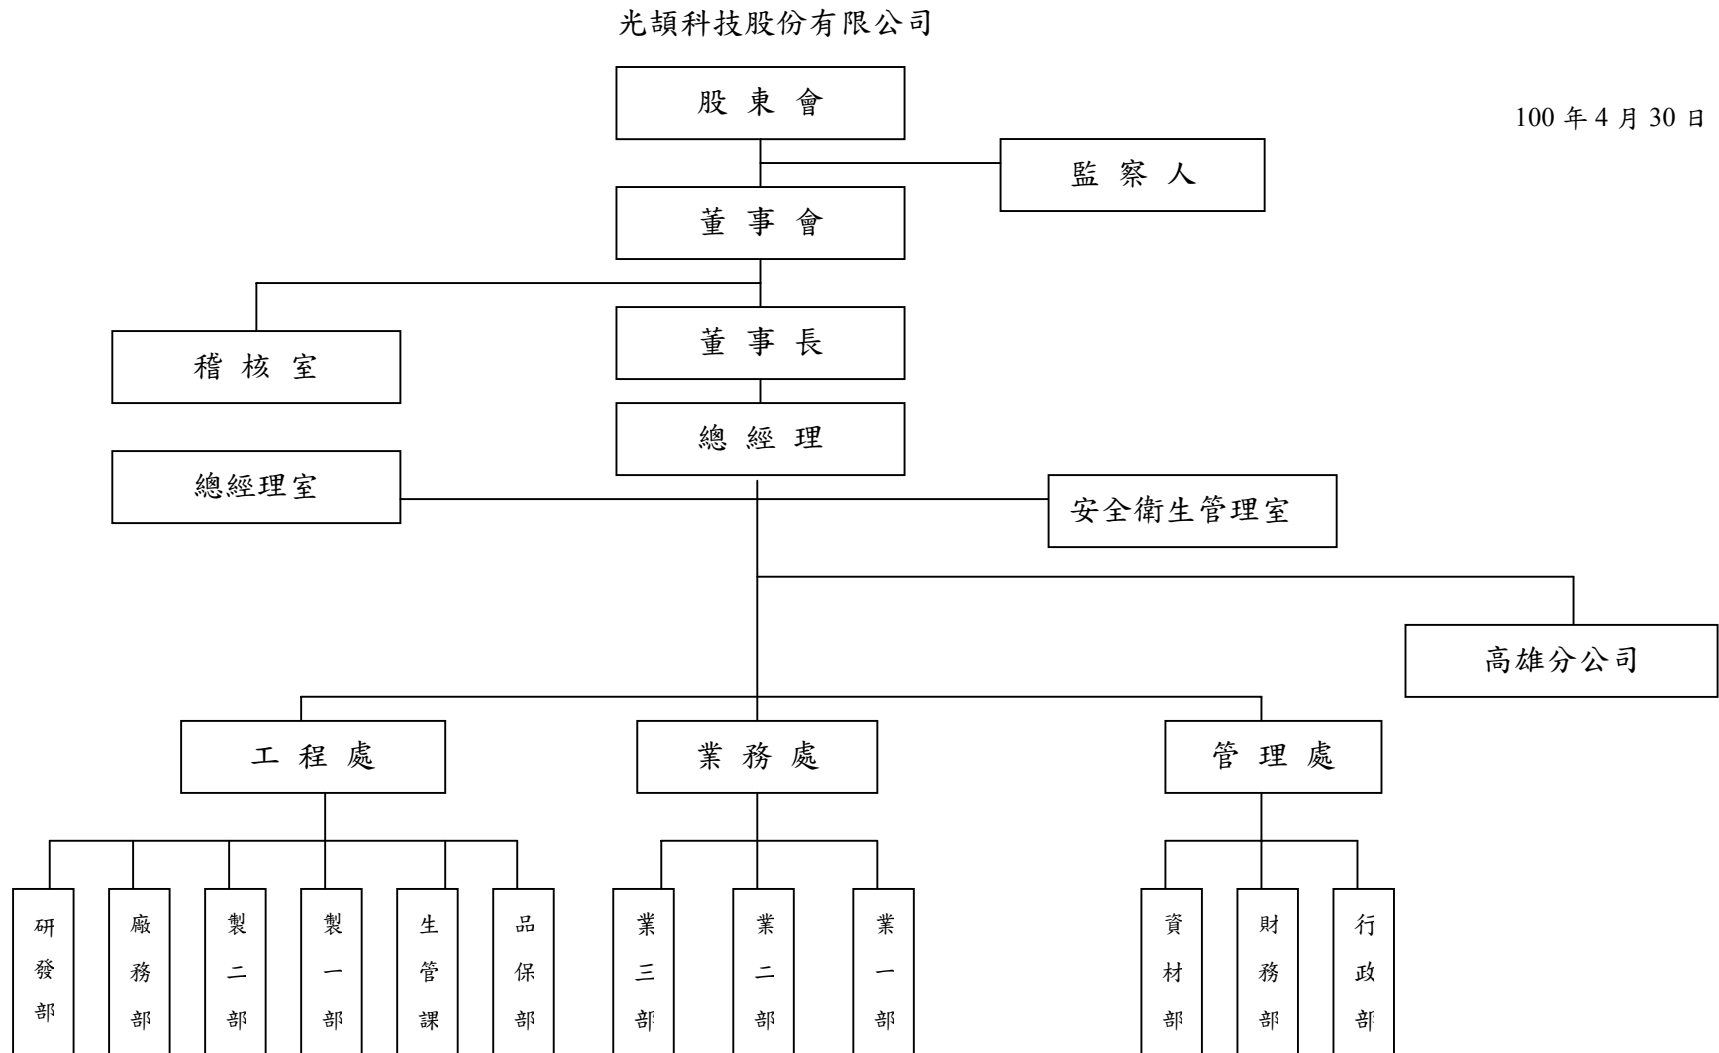 光頡科技股份有限公司
股東會
100 年 4 月 30 日
監察人
董事會
董事長
稽核室
總經理
總經理室
安全衛生管理室
高雄分公司
工程處
業務處
管理處
研發部
廠務部
製二部
製一部
生管課
品保部
業三部
業二部
業一部
資材部
財務部
行政部